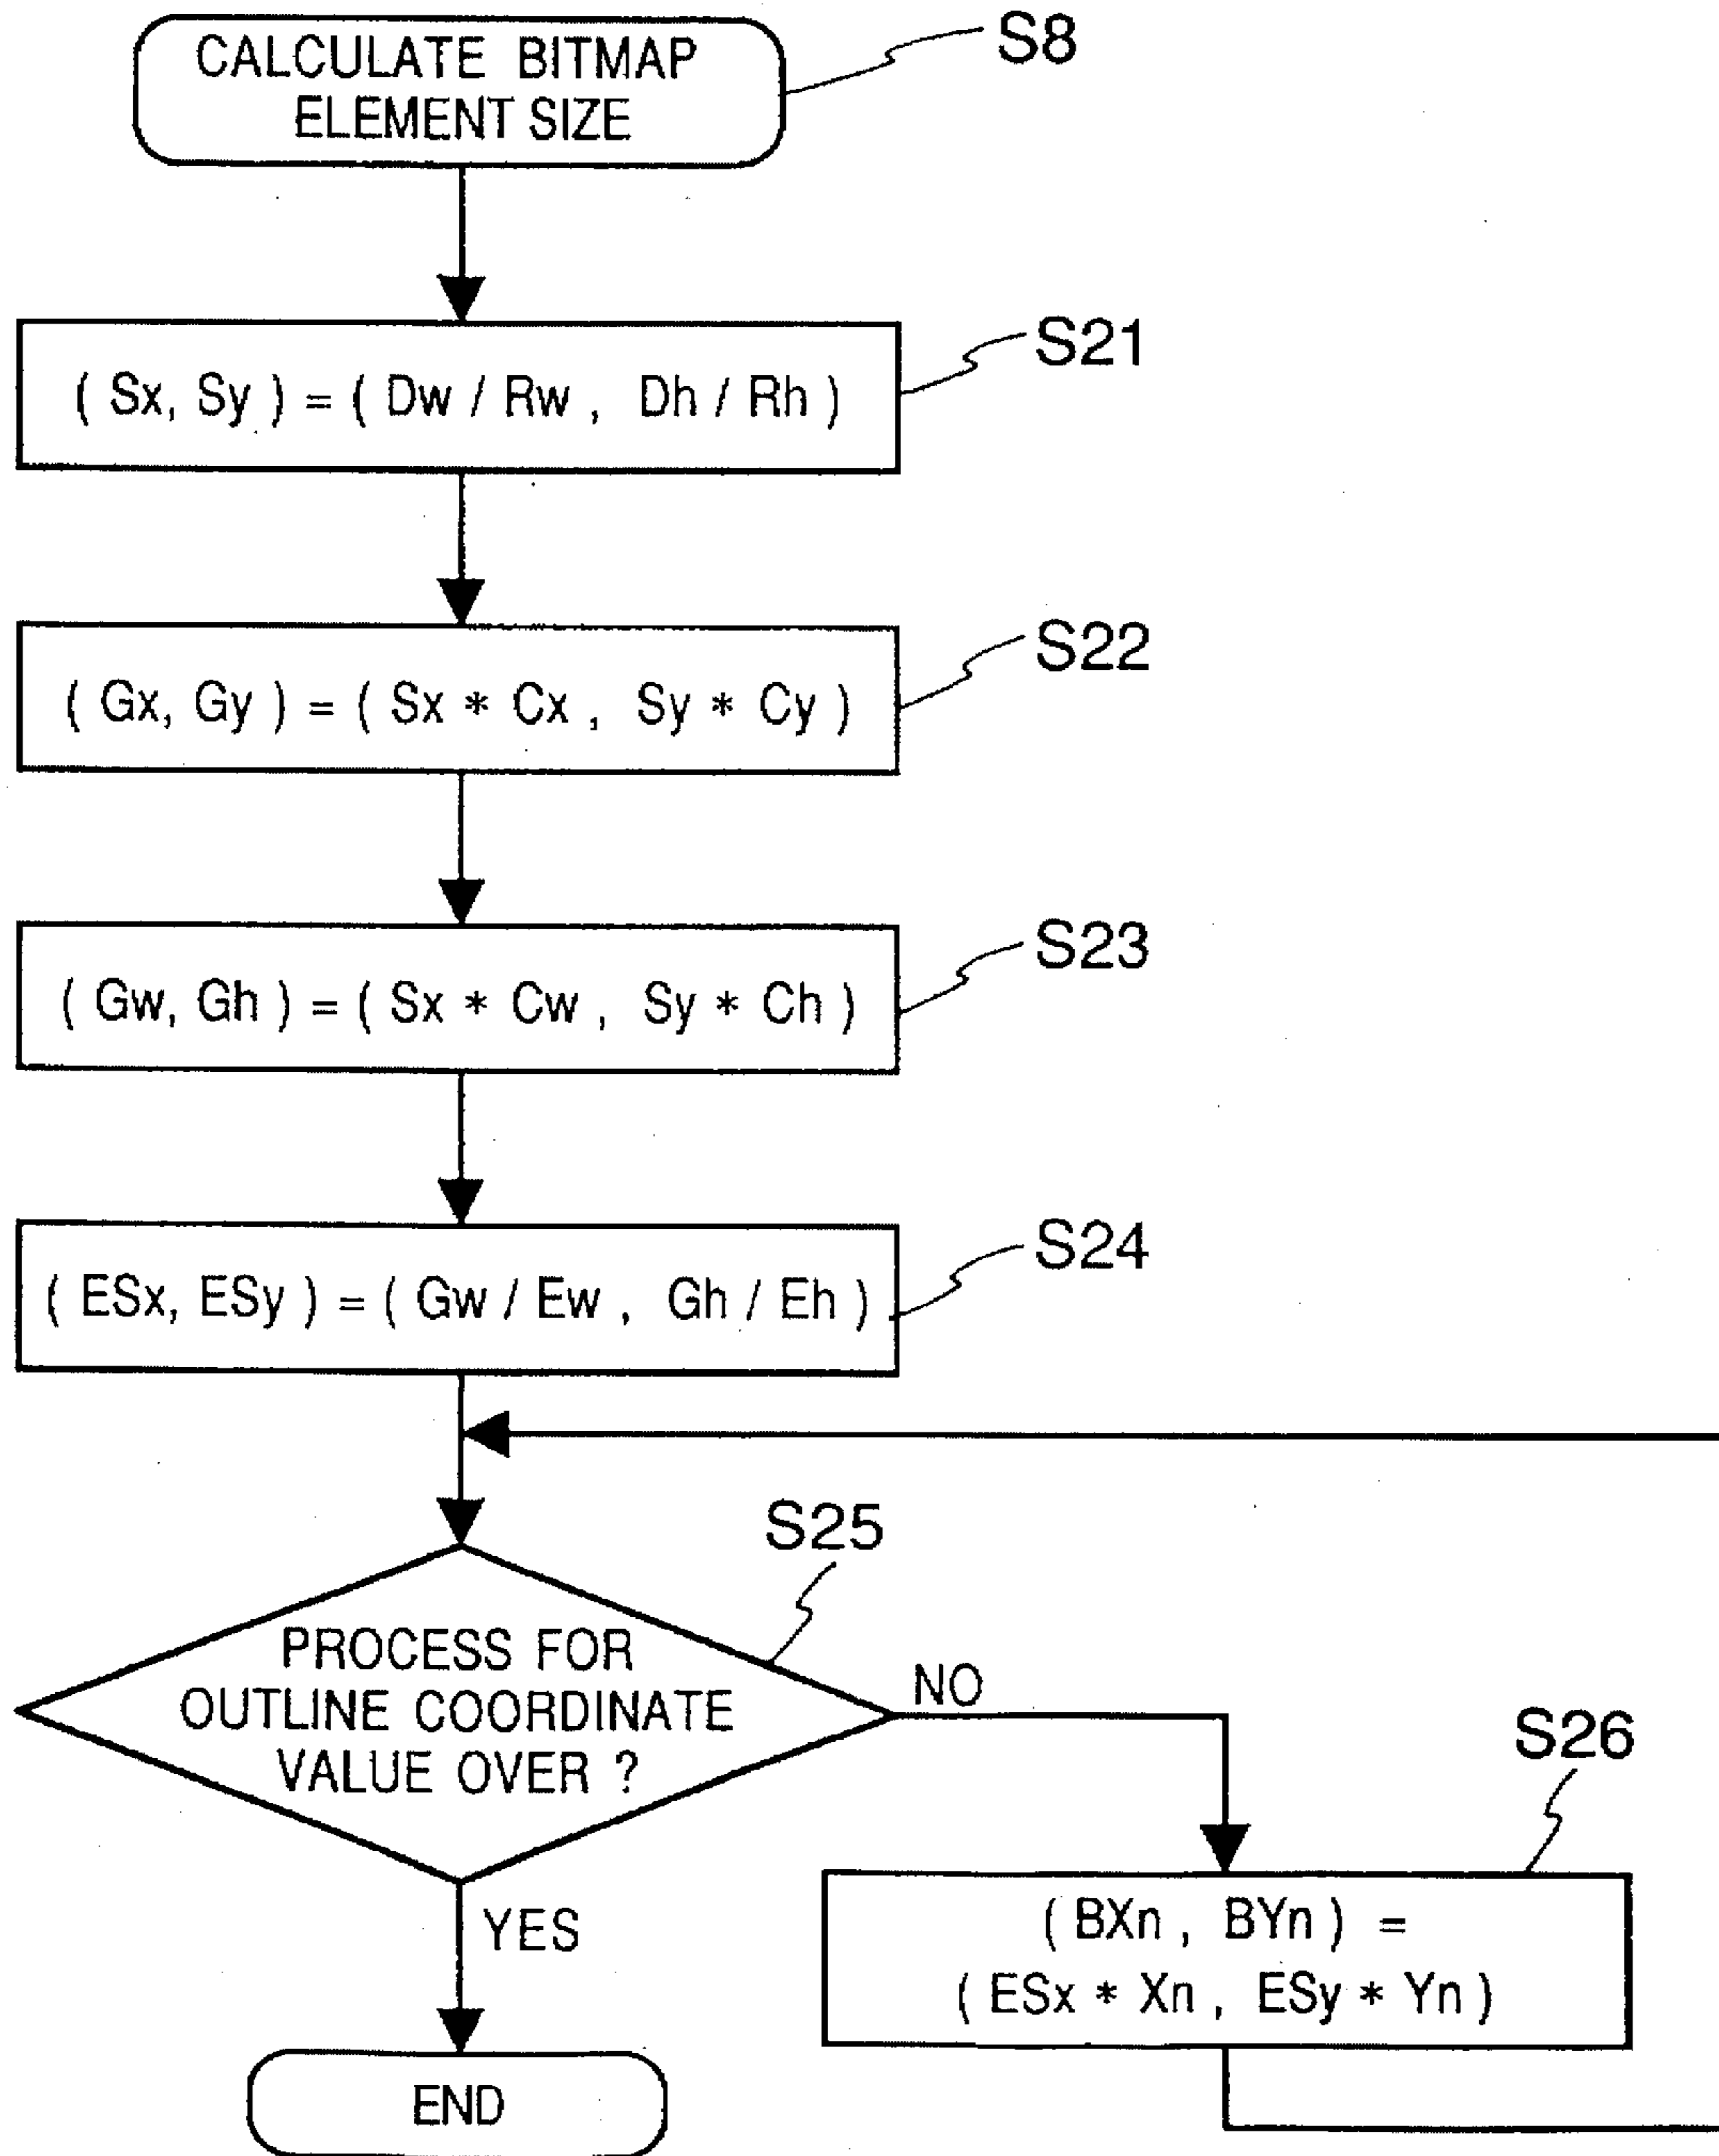 CALCULATE BITMAP
ELEMENT SIZE
S8
( Sx, Sy ) = ( Dw / Rw , Dh / Rh )
S21
( Gx, Gy ) = ( Sx * Cx , Sy * Cy )
S22
( Gw, Gh ) = ( Sx * Cw , Sy * Ch )
S23
( ESx, ESy ) = ( Gw / Ew , Gh / Eh )
S24
S25
PROCESS FOR
OUTLINE COORDINATE
VALUE OVER ?
NO
YES
S26
( BXn , BYn ) =
( ESx * Xn , ESy * Yn )
END